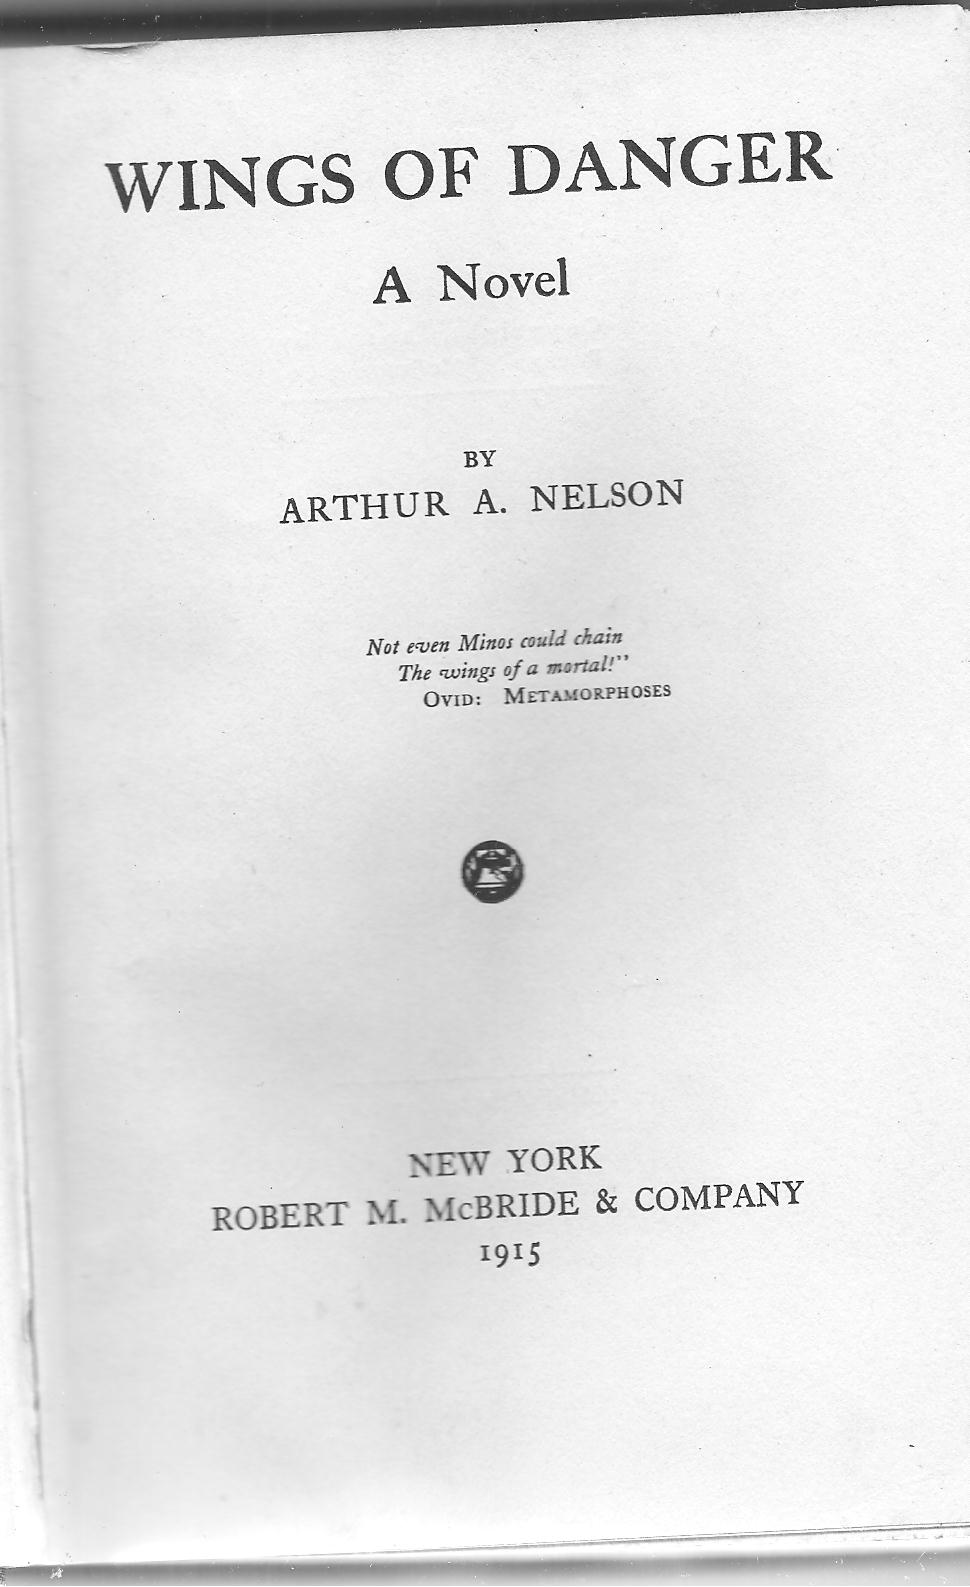 WINGS OF DANGER
A Novel
BY
ARTHUR A. NELSON
Not even Minos could chain
The wings of a mortal!"
OVID: METAMORPHOSES
NEW YORK
ROBERT M. McBRIDE & COMPANY
1915